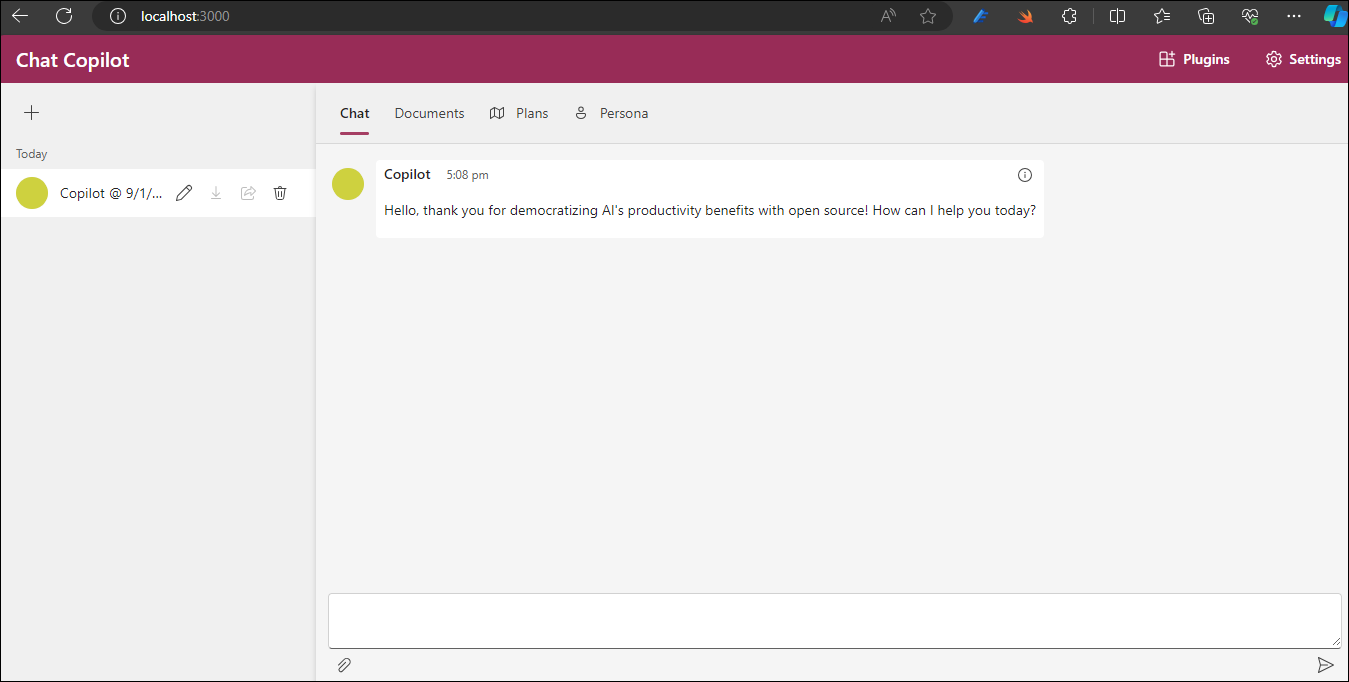 localhost:3000
Chat Copilot
Plugins
Settings
Today
Copilot @ 9/1/...
Chat
Documents
Plans
Persona
Copilot 5:08 pm
Hello, thank you for democratizing AI's productivity benefits with open source! How can I help you today?